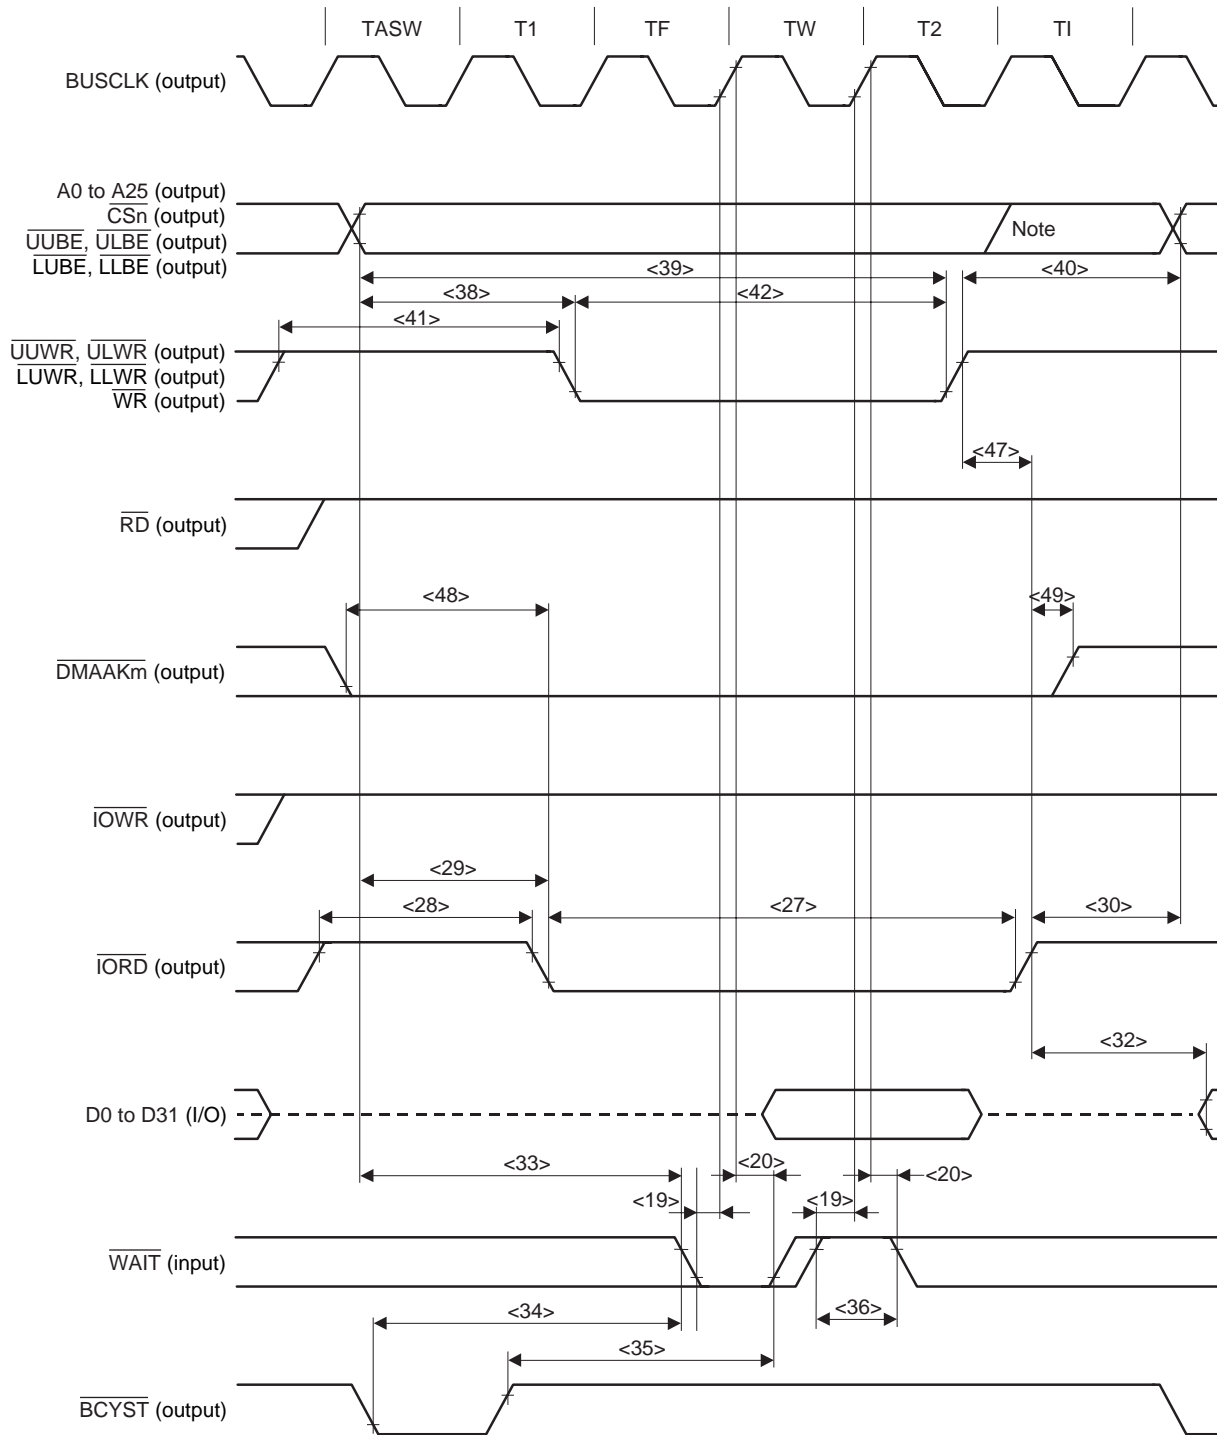 TASW T1 TF TW T2 TI
BUSCLK (output)
A0 to A25 (output)
CSn (output)
UUBE, ULBE (output)
LUBE, LLBE (output)
Note
<39> <40>
<38> <42>
<41>
UUWR, ULWR (output)
LUWR, LLWR (output)
WR (output)
<47>
RD (output)
<48> <49>
DMAAKm (output)
IOWR (output)
<29>
<28> <27> <30>
IORD (output)
<32>
D0 to D31 (I/O)
<33> <20> <20>
<19> <19>
WAIT (input)
<34> <36>
<35>
BCYST (output)